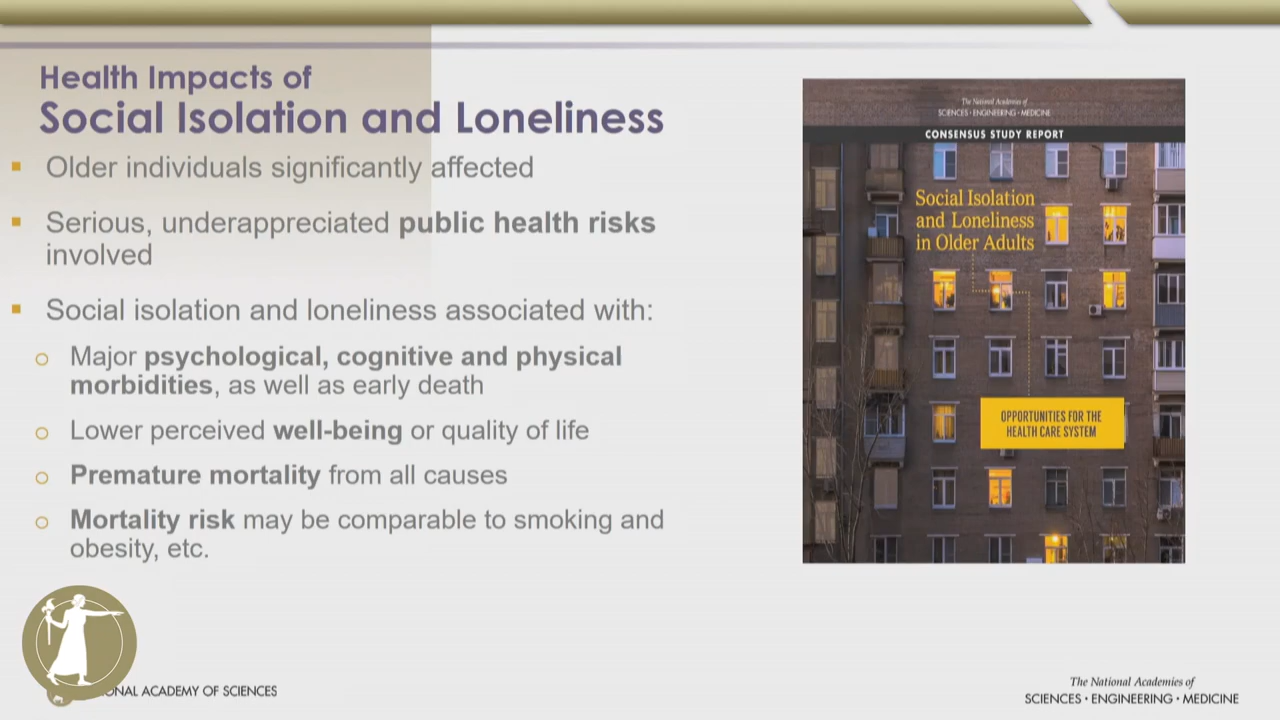 Health Impacts of
Social Isolation and Loneliness
Older individuals significantly affected
Serious, underappreciated public health risks
involved
Social isolation and loneliness associated with:
Major psychological, cognitive and physical
morbidities, as well as early death
Lower perceived well-being or quality of life
Premature mortality from all causes
Mortality risk may be comparable to smoking and
obesity, etc.
The National Academies of
SCIENCES • ENGINEERING • MEDICINE
CONSENSUS STUDY REPORT
Social Isolation
and Loneliness
in Older Adults
OPPORTUNITIES FOR THE
HEALTH CARE SYSTEM
ONAL ACADEMY OF SCIENCES
The National Academies of
SCIENCES • ENGINEERING • MEDICINE